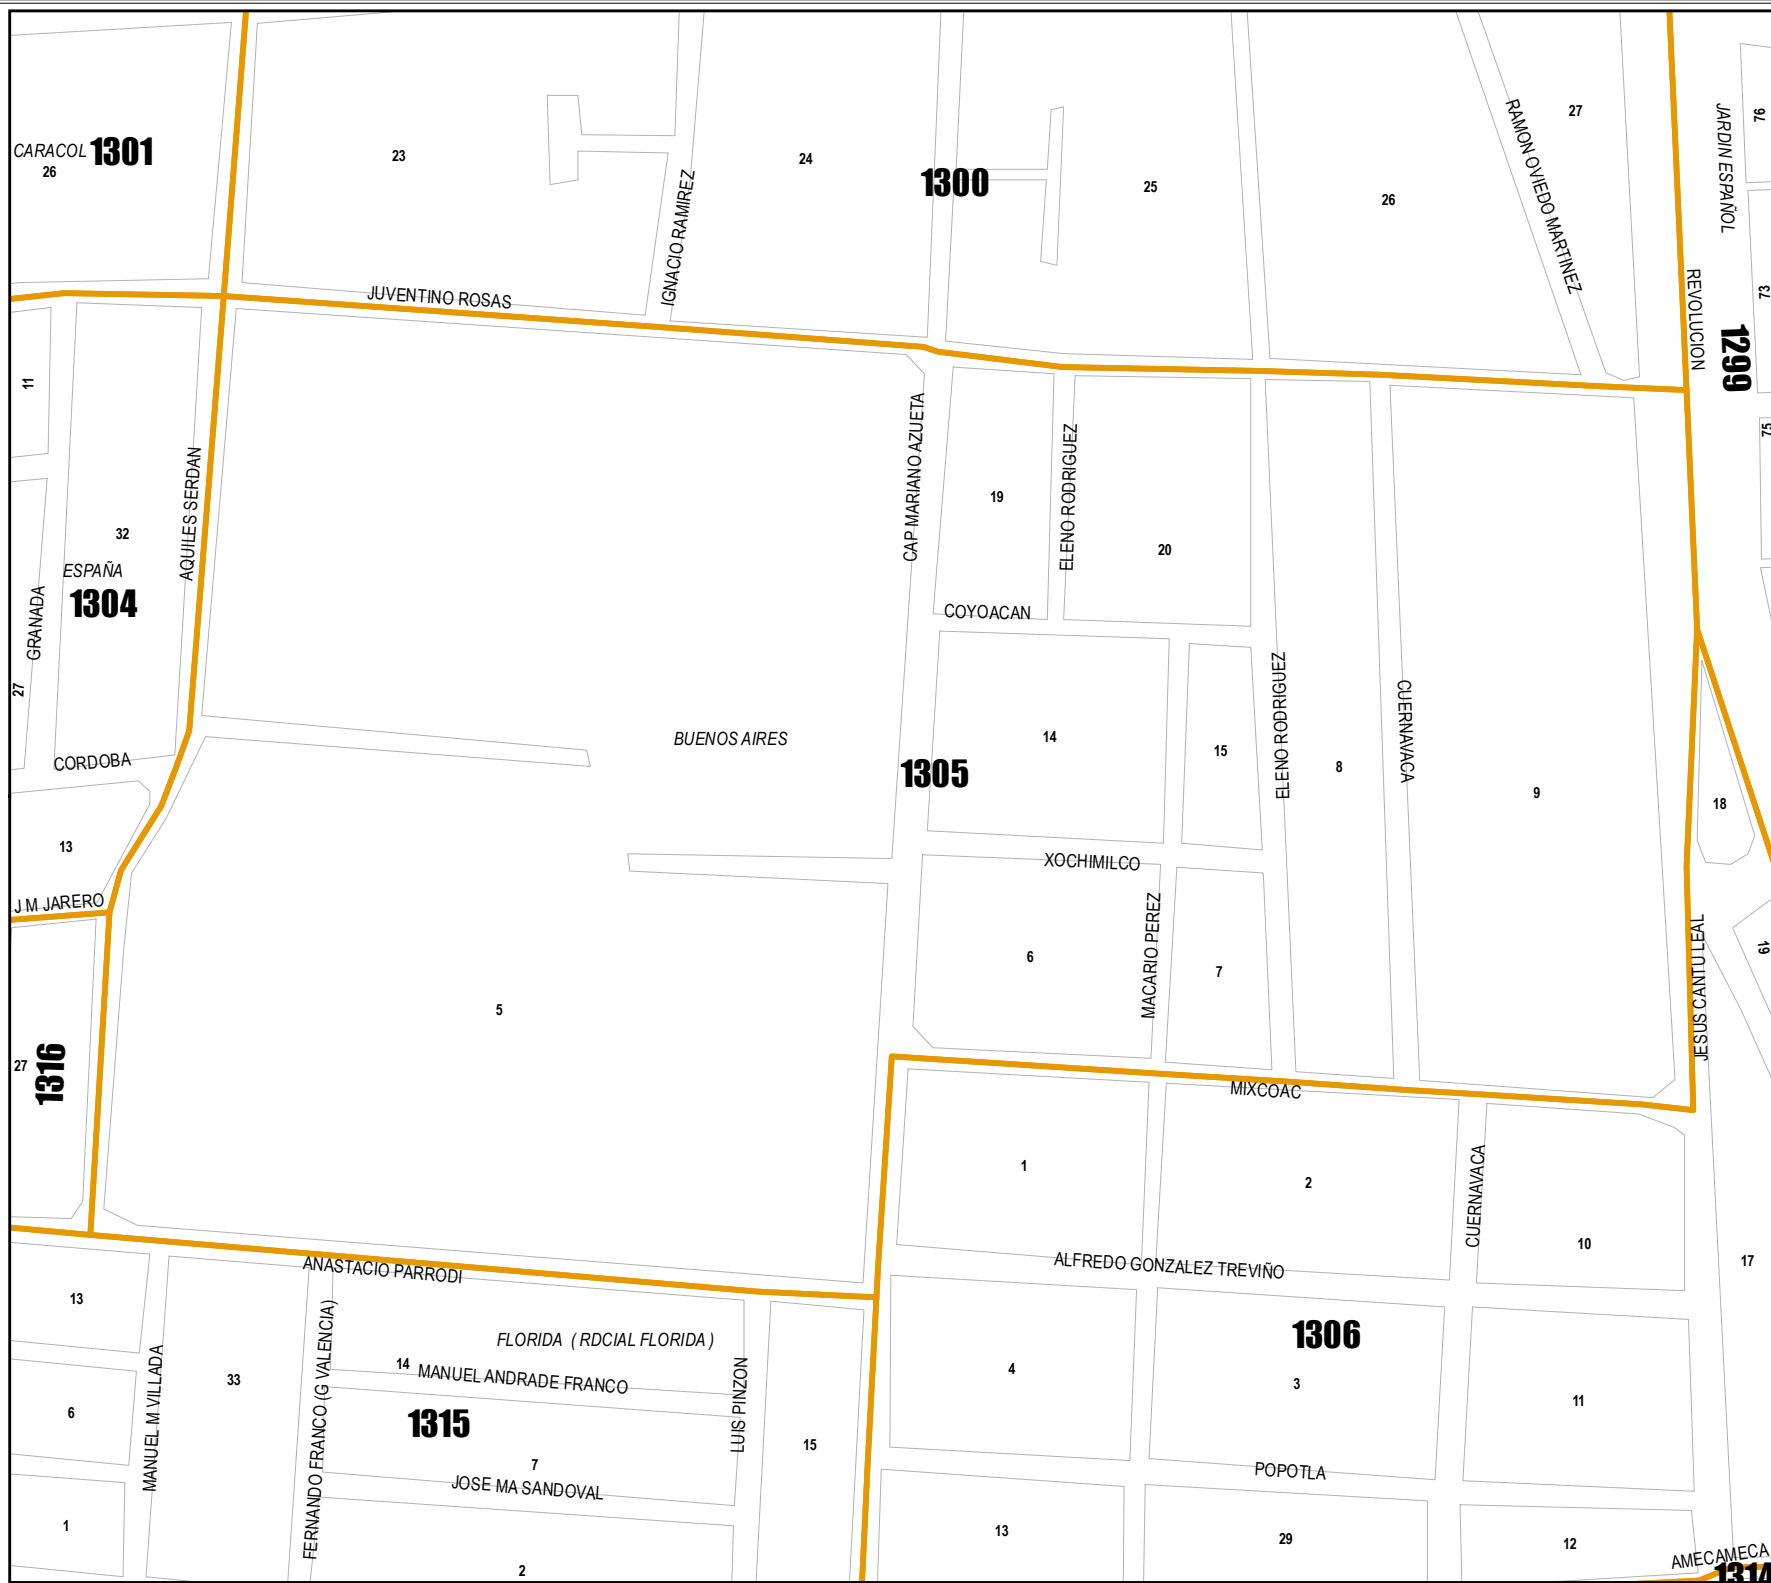 CARACOL
1301
26
23
24
1300
25
26
27
RAMON OVIEDO MARTINEZ
JARDIN ESPAÑOL
76
IGNACIO RAMIREZ
JUVENTINO ROSAS
REVOLUCION
73
1299
11
75
AQUILES SERDAN
CAP MARIANO AZUETA
19
ELENO RODRIGUEZ
20
32
ESPAÑA
1304
GRANADA
COYOACAN
27
CORDOBA
BUENOS AIRES
1305
14
15
ELENO RODRIGUEZ
8
CUERNAVACA
9
18
13
XOCHIMILCO
J M JARERO
MACARIO PEREZ
6
7
JESUS CANTU LEAL
19
5
27
1316
MIXCOAC
1
2
CUERNAVACA
10
17
ALFREDO GONZALEZ TREVIÑO
ANASTACIO PARRODI
13
FLORIDA ( RDCIAL FLORIDA )
1306
14
MANUEL ANDRADE FRANCO
33
MANUEL M VILLADA
FERNANDO FRANCO (G VALENCIA)
LUIS PINZON
4
3
11
6
1315
15
7
JOSE MA SANDOVAL
POPOTLA
1
13
29
12
2
AMECAMECA
1314